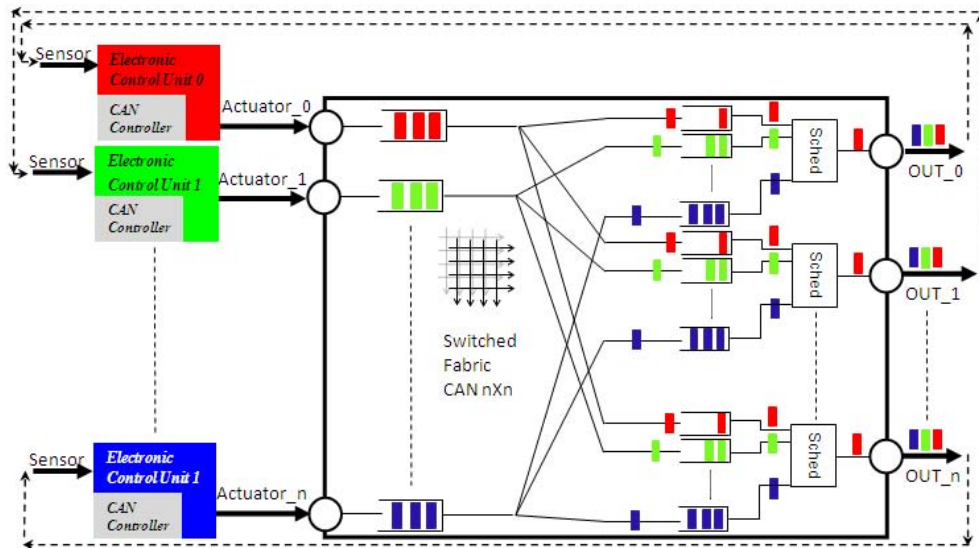 Sensor
Electronic
Control Unit 0
CAN
Controller
Actuator_0
Sensor
Electronic
Control Unit 1
CAN
Controller
Actuator_1
Switched
Fabric
CAN nXn
Sensor
Electronic
Control Unit 1
CAN
Controller
Actuator_n
Sched
OUT_0
Sched
OUT_1
Sched
OUT_n